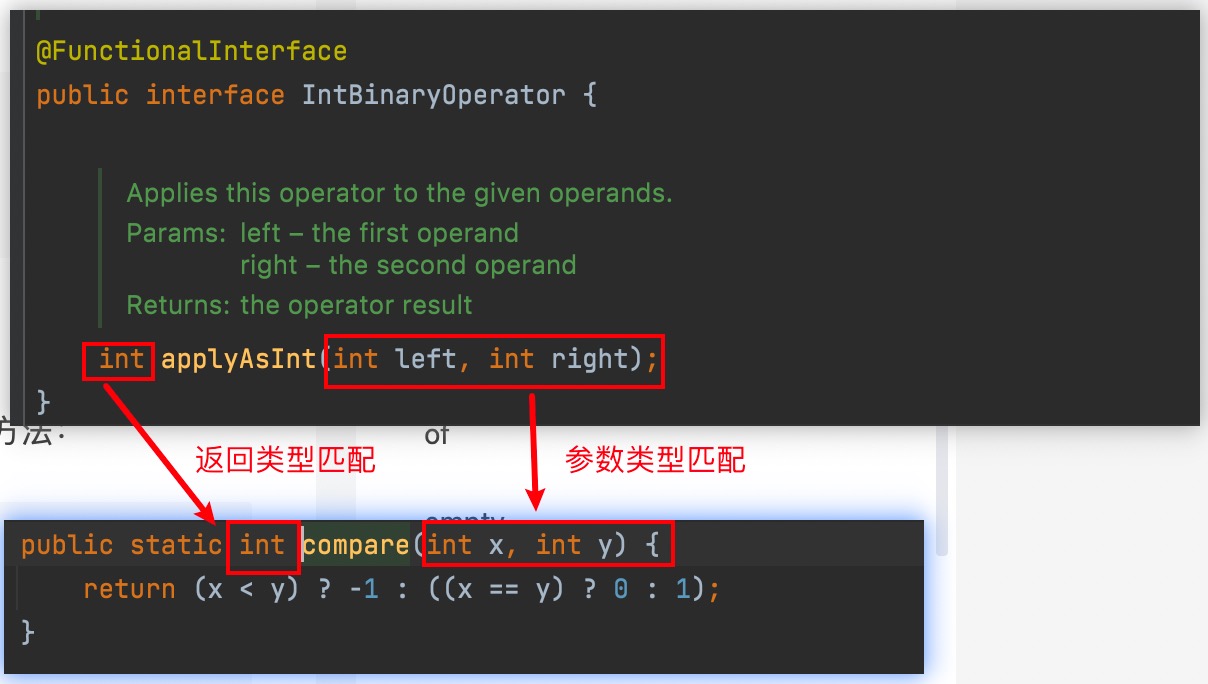 @FunctionalInterface
public interface IntBinaryOperator {
Applies this operator to the given operands.
Params: left – the first operand
right – the second operand
Returns: the operator result
int applyAsInt(int left, int right);
}
方法:
of
返回类型匹配
参数类型匹配
empty
public static int compare(int x, int y) {
return (x < y) ? -1 : ((x == y) ? 0 : 1);
}